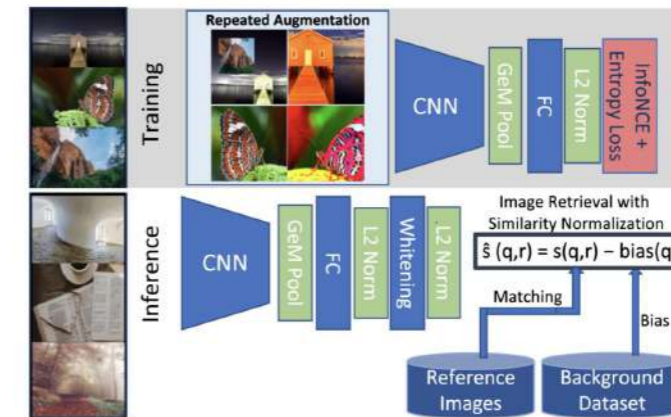 Repeated Augmentation
Training
CNN
GeM Pool
FC
L2 Norm
InfoNCE +
Entropy Loss
Inference
CNN
GeM Pool
FC
L2 Norm
Whitening
L2 Norm
Image Retrieval with
Similarity Normalization
ŝ (q,r) = s(q,r) – bias(q
Matching
Bias
Reference
Images
Background
Dataset